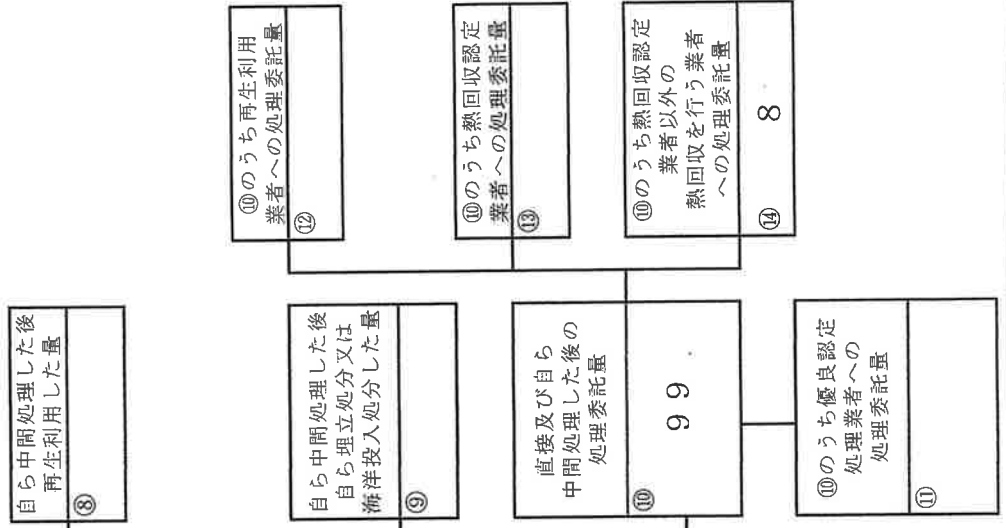 自ら中間処理した後
再生利用した量
⑧
自ら中間処理した後
自ら埋立処分又は
海洋投入処分した量
⑨
直接及び自ら
中間処理した後の
処理委託量
⑩
99
⑩のうち優良認定
処理業者への
処理委託量
⑪
⑩のうち再生利用
業者への処理委託量
⑫
⑩のうち熱回収認定
業者への処理委託量
⑬
⑩のうち熱回収認定
業者以外の
熱回収を行う業者
への処理委託量
⑭
8